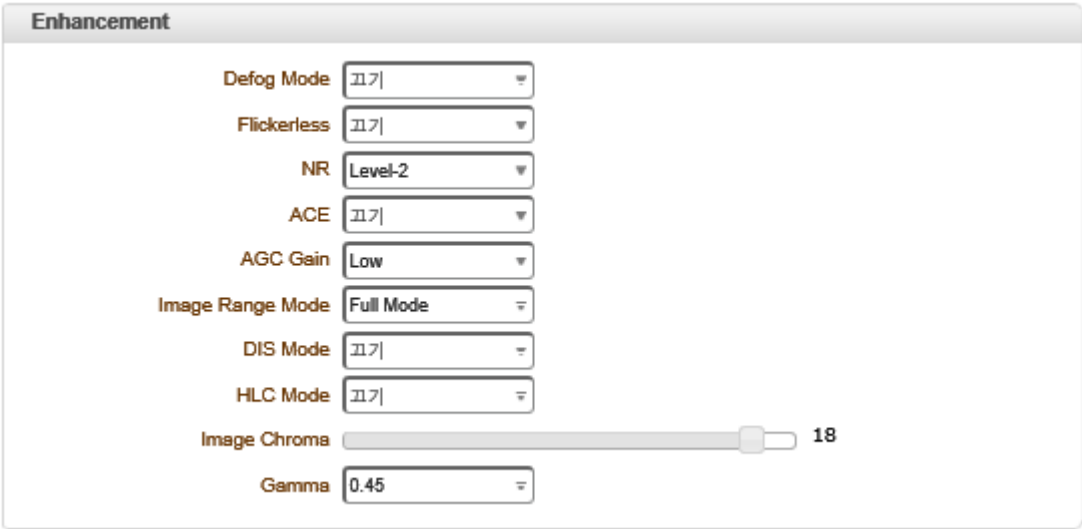 Enhancement
Defog Mode 끄기
Flickerless 끄기
NR Level-2
ACE 끄기
AGC Gain Low
Image Range Mode Full Mode
DIS Mode 끄기
HLC Mode 끄기
Image Chroma 18
Gamma 0.45